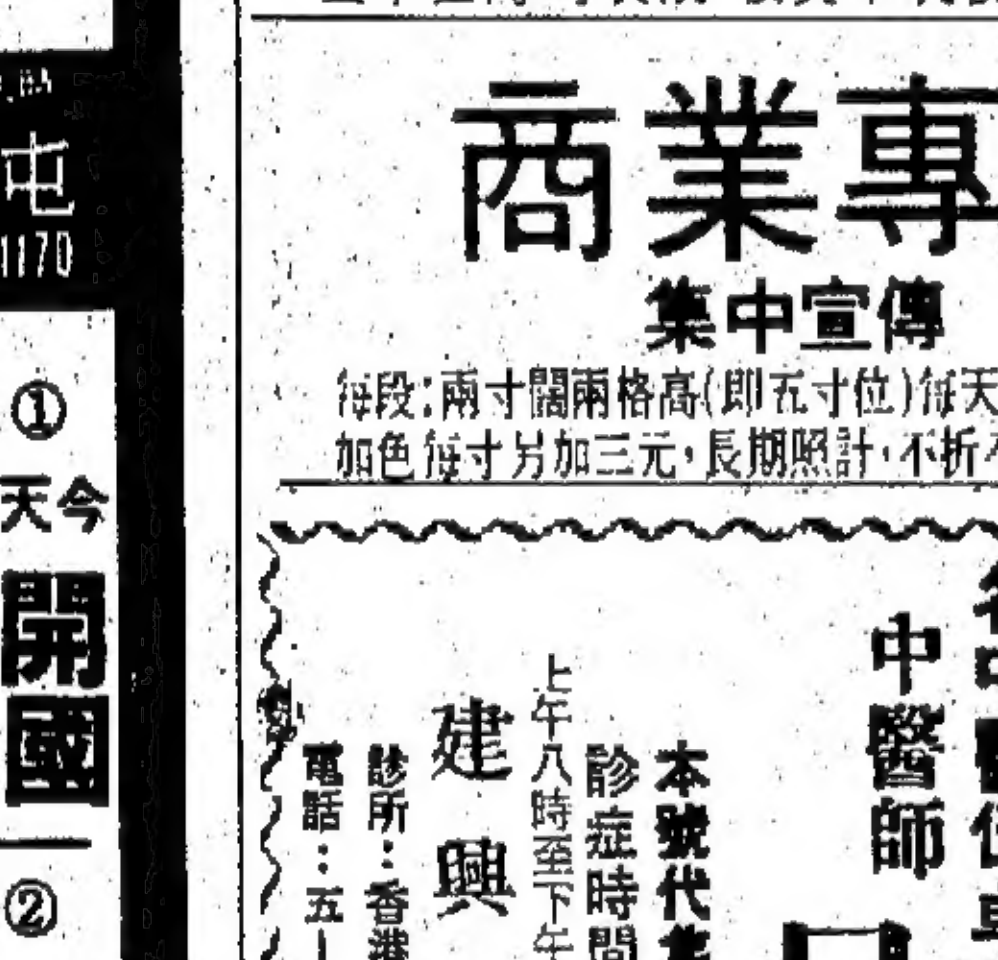 商業專
集中宣傳
每段：兩寸闊兩格高(即五寸位)每天
加色每寸另加三元，長期照計，不折不
中醫師
本號代集
診症時間
上午八時至下午
建興
診所：香港
電話：五—
屯
1170
①
今天
開國
②